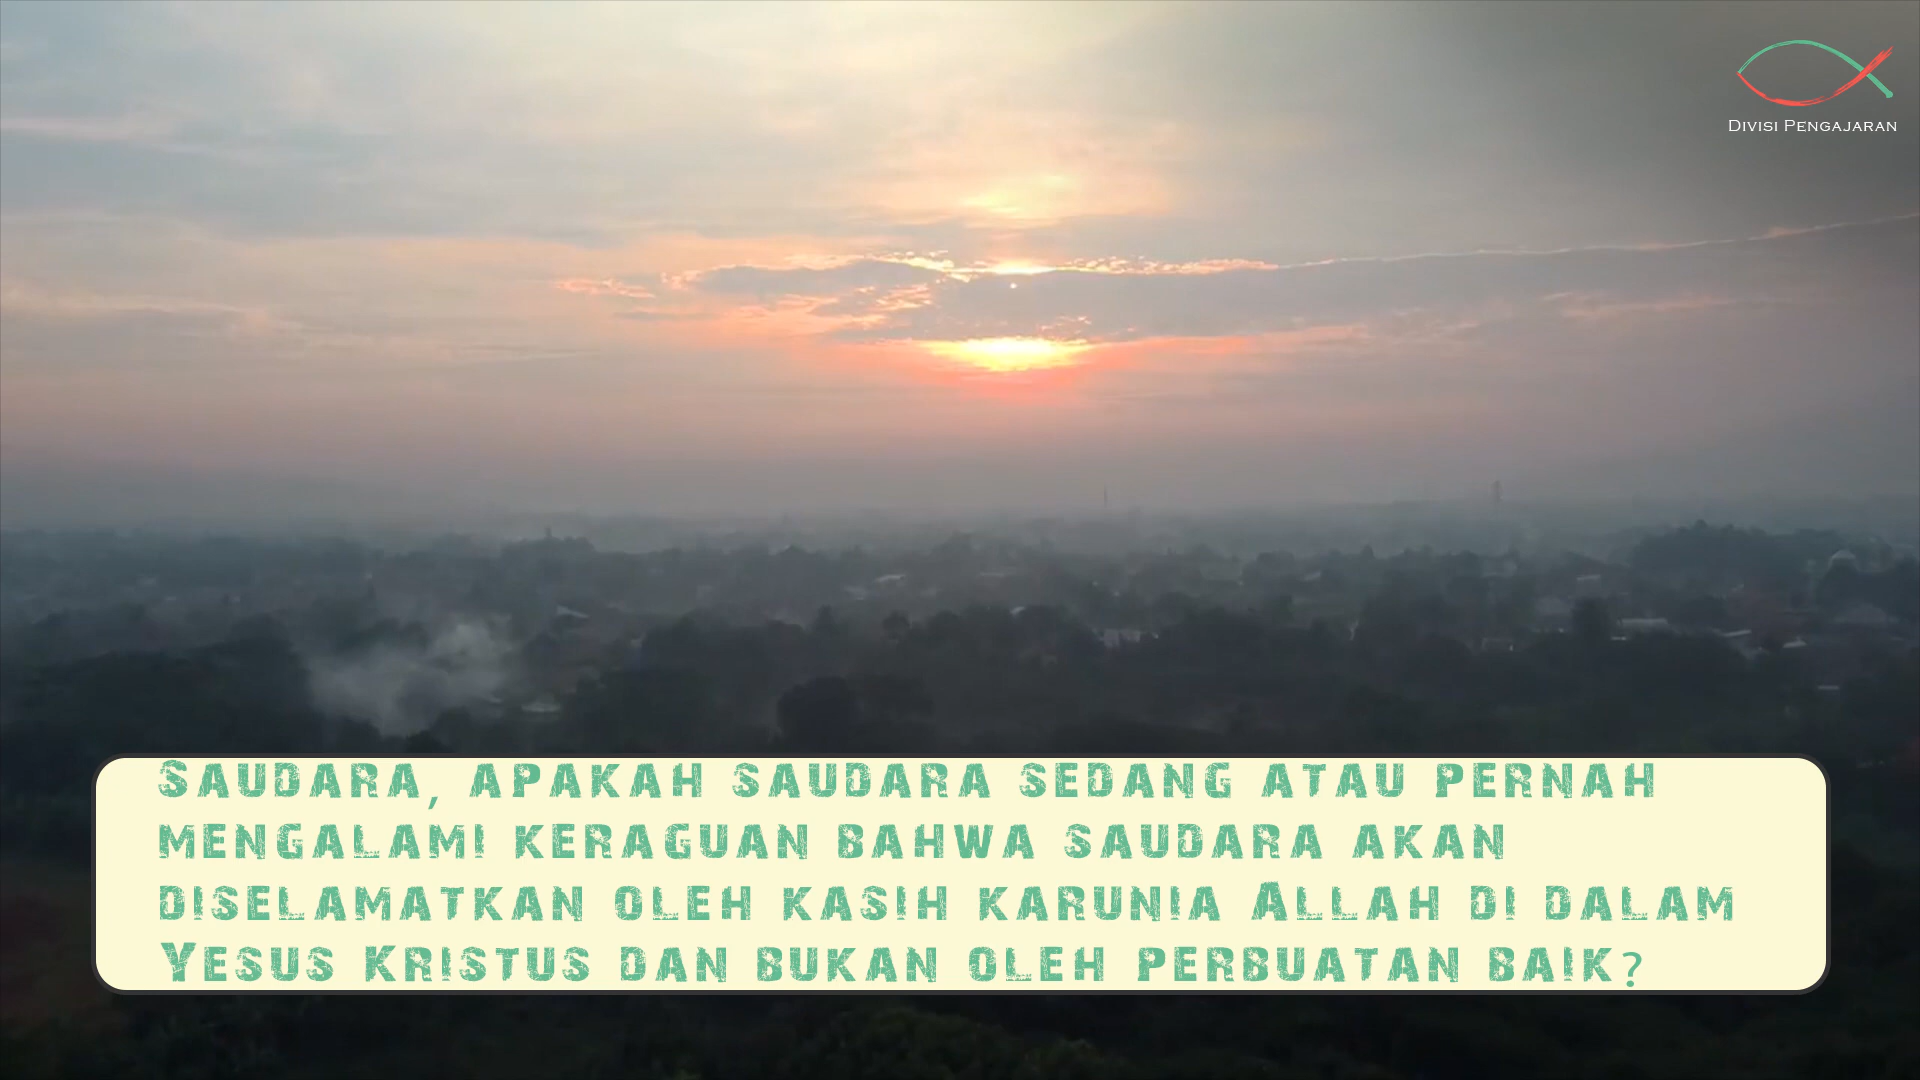 Divisi Pengajaran
Saudara, apakah saudara sedang atau pernah
mengalami keraguan bahwa saudara akan
diselamatkan oleh kasih karunia Allah di dalam
Yesus Kristus dan bukan oleh perbuatan baik?